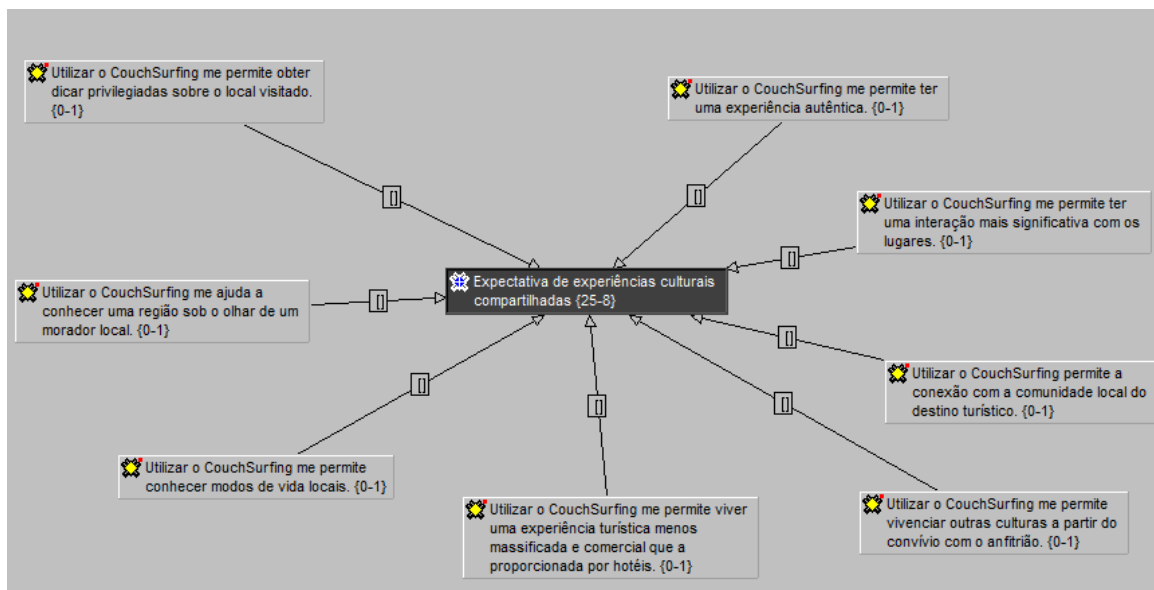 Utilizar o CouchSurfing me permite obter
dicar privilegiadas sobre o local visitado.
{0-1}
Utilizar o CouchSurfing me permite ter
uma experiência autêntica. {0-1}
Utilizar o CouchSurfing me permite ter
uma interação mais significativa com os
lugares. {0-1}
Expectativa de experiências culturais
compartilhadas {25-8}
Utilizar o CouchSurfing me ajuda a
conhecer uma região sob o olhar de um
morador local. {0-1}
Utilizar o CouchSurfing permite a
conexão com a comunidade local do
destino turístico. {0-1}
Utilizar o CouchSurfing me permite
conhecer modos de vida locais. {0-1}
Utilizar o CouchSurfing me permite viver
uma experiência turística menos
massificada e comercial que a
proporcionada por hotéis. {0-1}
Utilizar o CouchSurfing me permite
vivenciar outras culturas a partir do
convívio com o anfitrião. {0-1}
[]
[]
[]
[]
[]
[]
[]
[]